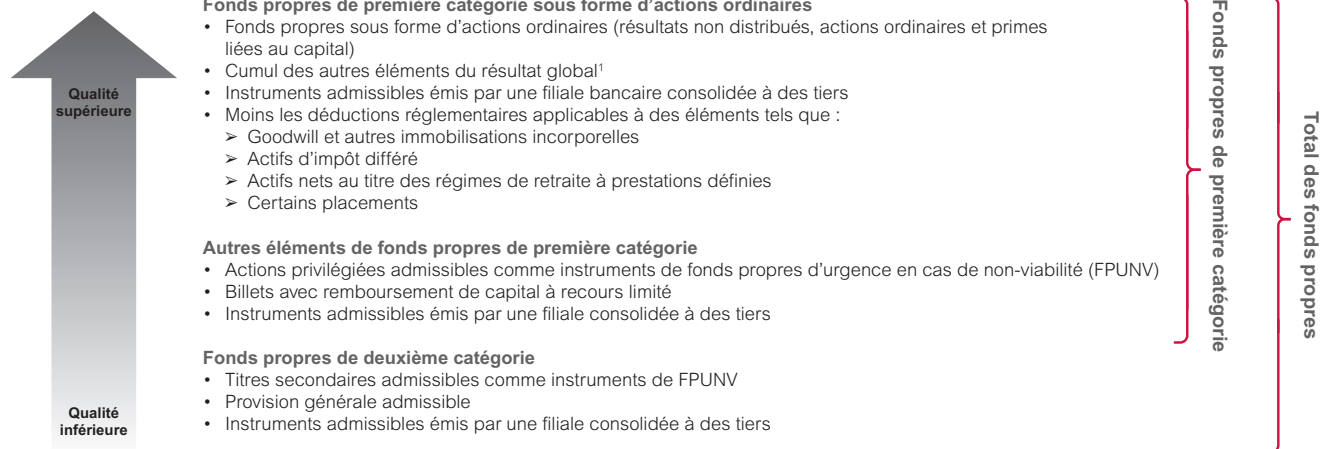 Fonds propres de première catégorie sous forme d'actions ordinaires
• Fonds propres sous forme d'actions ordinaires (résultats non distribués, actions ordinaires et primes
liées au capital)
• Cumul des autres éléments du résultat global¹
• Instruments admissibles émis par une filiale bancaire consolidée à des tiers
• Moins les déductions réglementaires applicables à des éléments tels que :
➢ Goodwill et autres immobilisations incorporelles
➢ Actifs d'impôt différé
➢ Actifs nets au titre des régimes de retraite à prestations définies
➢ Certains placements
Autres éléments de fonds propres de première catégorie
• Actions privilégiées admissibles comme instruments de fonds propres d'urgence en cas de non-viabilité (FPUNV)
• Billets avec remboursement de capital à recours limité
• Instruments admissibles émis par une filiale consolidée à des tiers
Fonds propres de deuxième catégorie
• Titres secondaires admissibles comme instruments de FPUNV
• Provision générale admissible
• Instruments admissibles émis par une filiale consolidée à des tiers
Qualité
supérieure
Qualité
inférieure
Fonds propres de première catégorie
Total des fonds propres